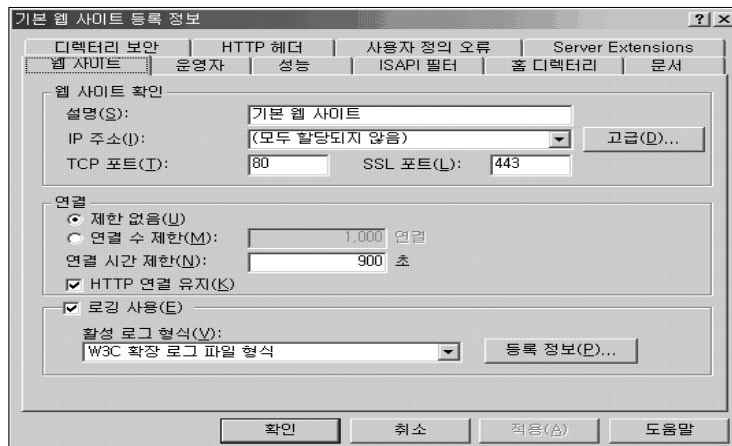 기본 웹 사이트 등록 정보
디렉터리 보안 HTTP 헤더 사용자 정의 오류 Server Extensions
웹 사이트 운영자 성능 ISAPI 필터 홈 디렉터리 문서
웹 사이트 확인
설명(S): 기본 웹 사이트
IP 주소(I): (모두 할당되지 않음) 고급(D)...
TCP 포트(T): 80 SSL 포트(L): 443
연결
제한 없음(U)
연결 수 제한(M): 1,000 연결
연결 시간 제한(N): 900 초
HTTP 연결 유지(K)
로깅 사용(E)
활성 로그 형식(V):
W3C 확장 로그 파일 형식 등록 정보(P)...
확인 취소 적용(A) 도움말